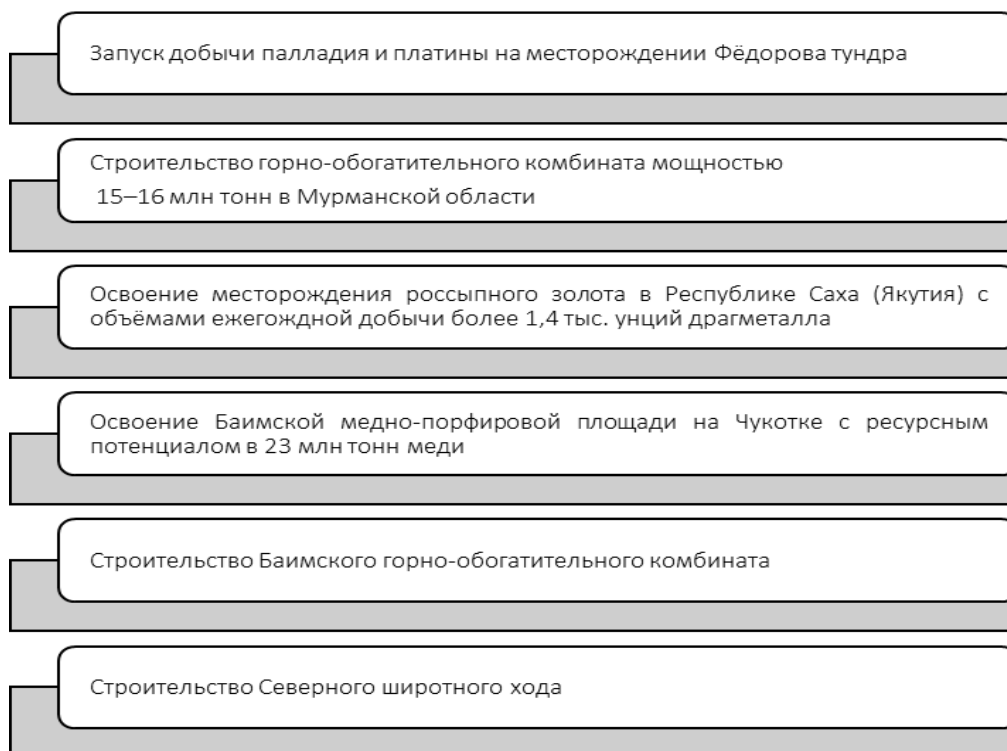 Запуск добычи палладия и платины на месторождении Фёдорова тундра
Строительство горно-обогатительного комбината мощностью
15–16 млн тонн в Мурманской области
Освоение месторождения россыпного золота в Республике Саха (Якутия) с
объёмами ежегождной добычи более 1,4 тыс. унций драгметалла
Освоение Баимской медно-порфировой площади на Чукотке с ресурсным
потенциалом в 23 млн тонн меди
Строительство Баимского горно-обогатительного комбината
Строительство Северного широтного хода